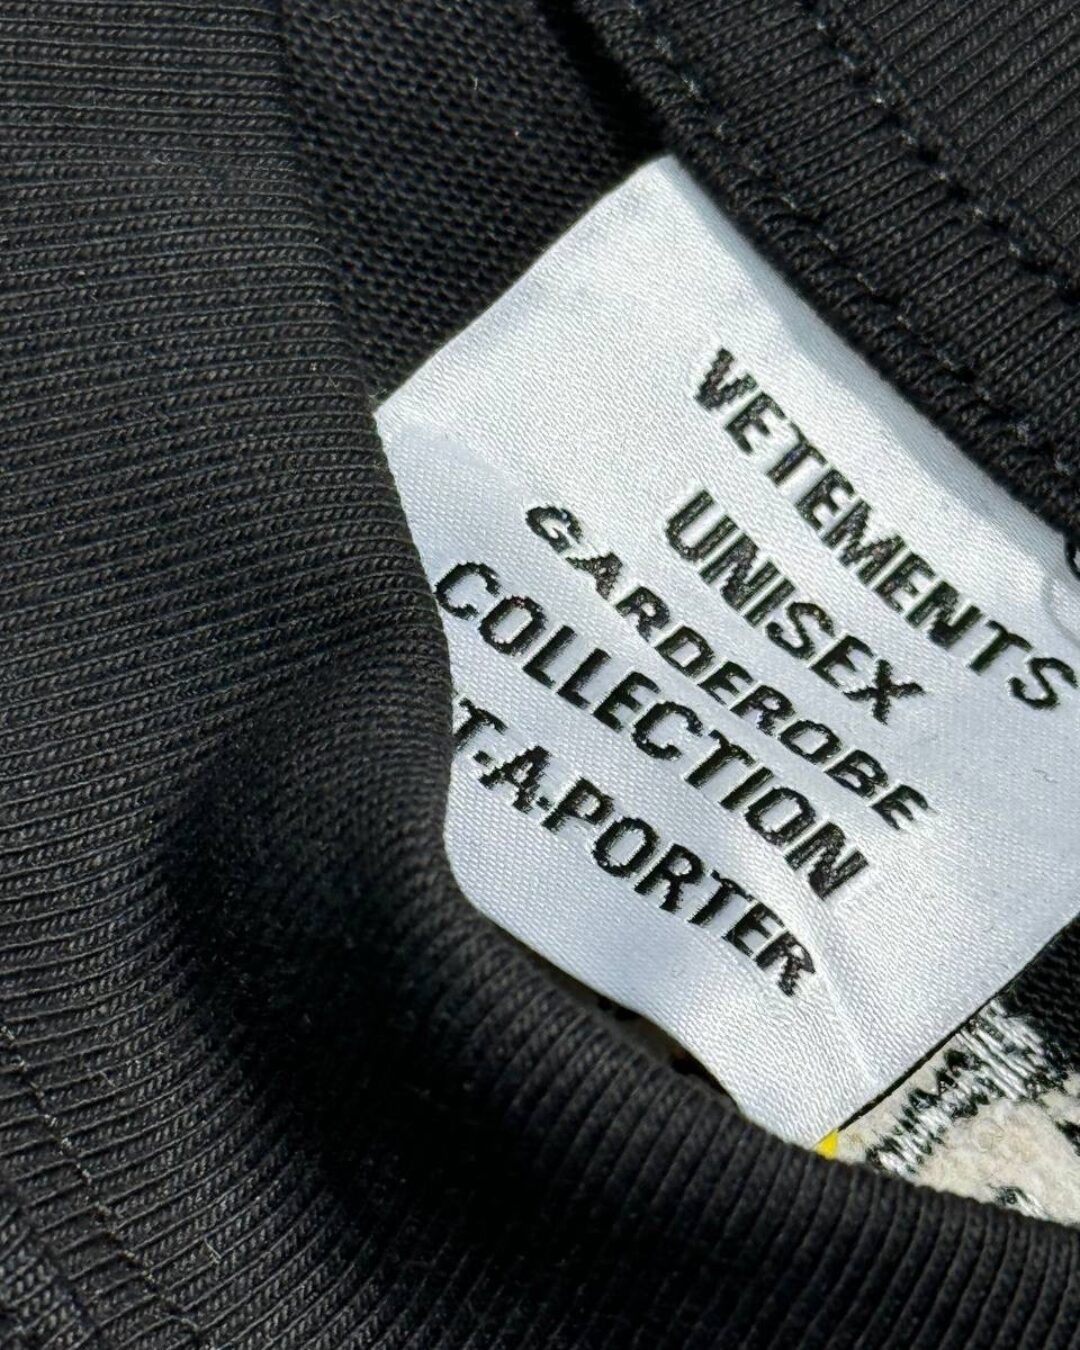 VETEMENTS
UNISEX
GARDEROBE
COLLECTION
T-A-PORTER